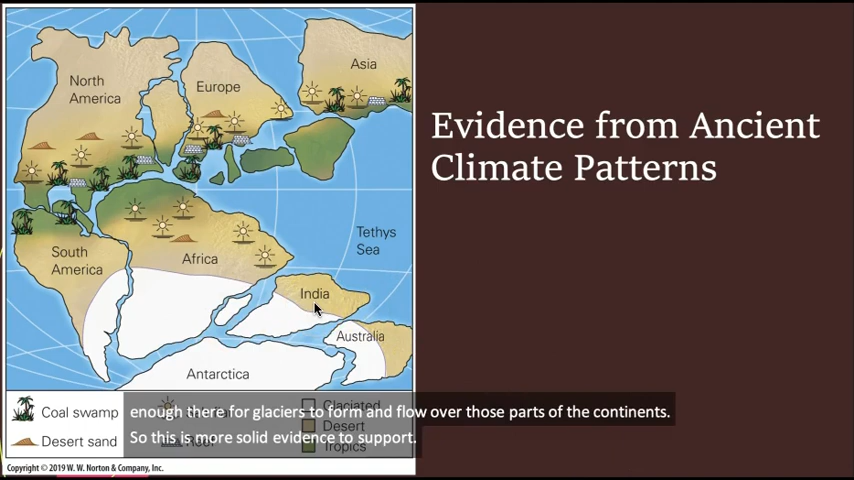 Asia
North
America
Europe
Evidence from Ancient
Climate Patterns
Tethys
Sea
South
America
Africa
India
Australia
Antarctica
Coal swamp
Glaciated
enough there for glaciers to form and flow over those parts of the continents.
Desert
Desert sand
Reef
So this is more solid evidence to support.
Tropics
Copyright © 2019 W. W. Norton & Company, Inc.